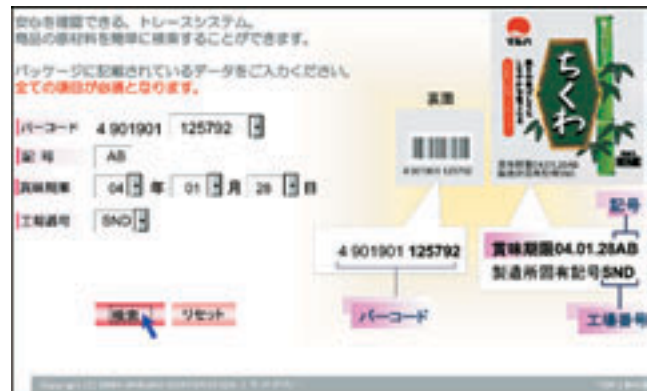 安心を確認できる、トレースシステム。
商品の原材料を簡単に検索することができます。
パッケージに記載されているデータをご入力ください。
全ての項目が必須となります。
バーコード 4 901901 125792
記号 AB
賞味期限 04 年 01 月 28 日
工場番号 SND
検索 リセット
裏面
4 901901 125792
4 901901 125792
バーコード
マルハ
ちくわ
記号
賞味期限04.01.28AB
製造所固有記号SND
工場番号